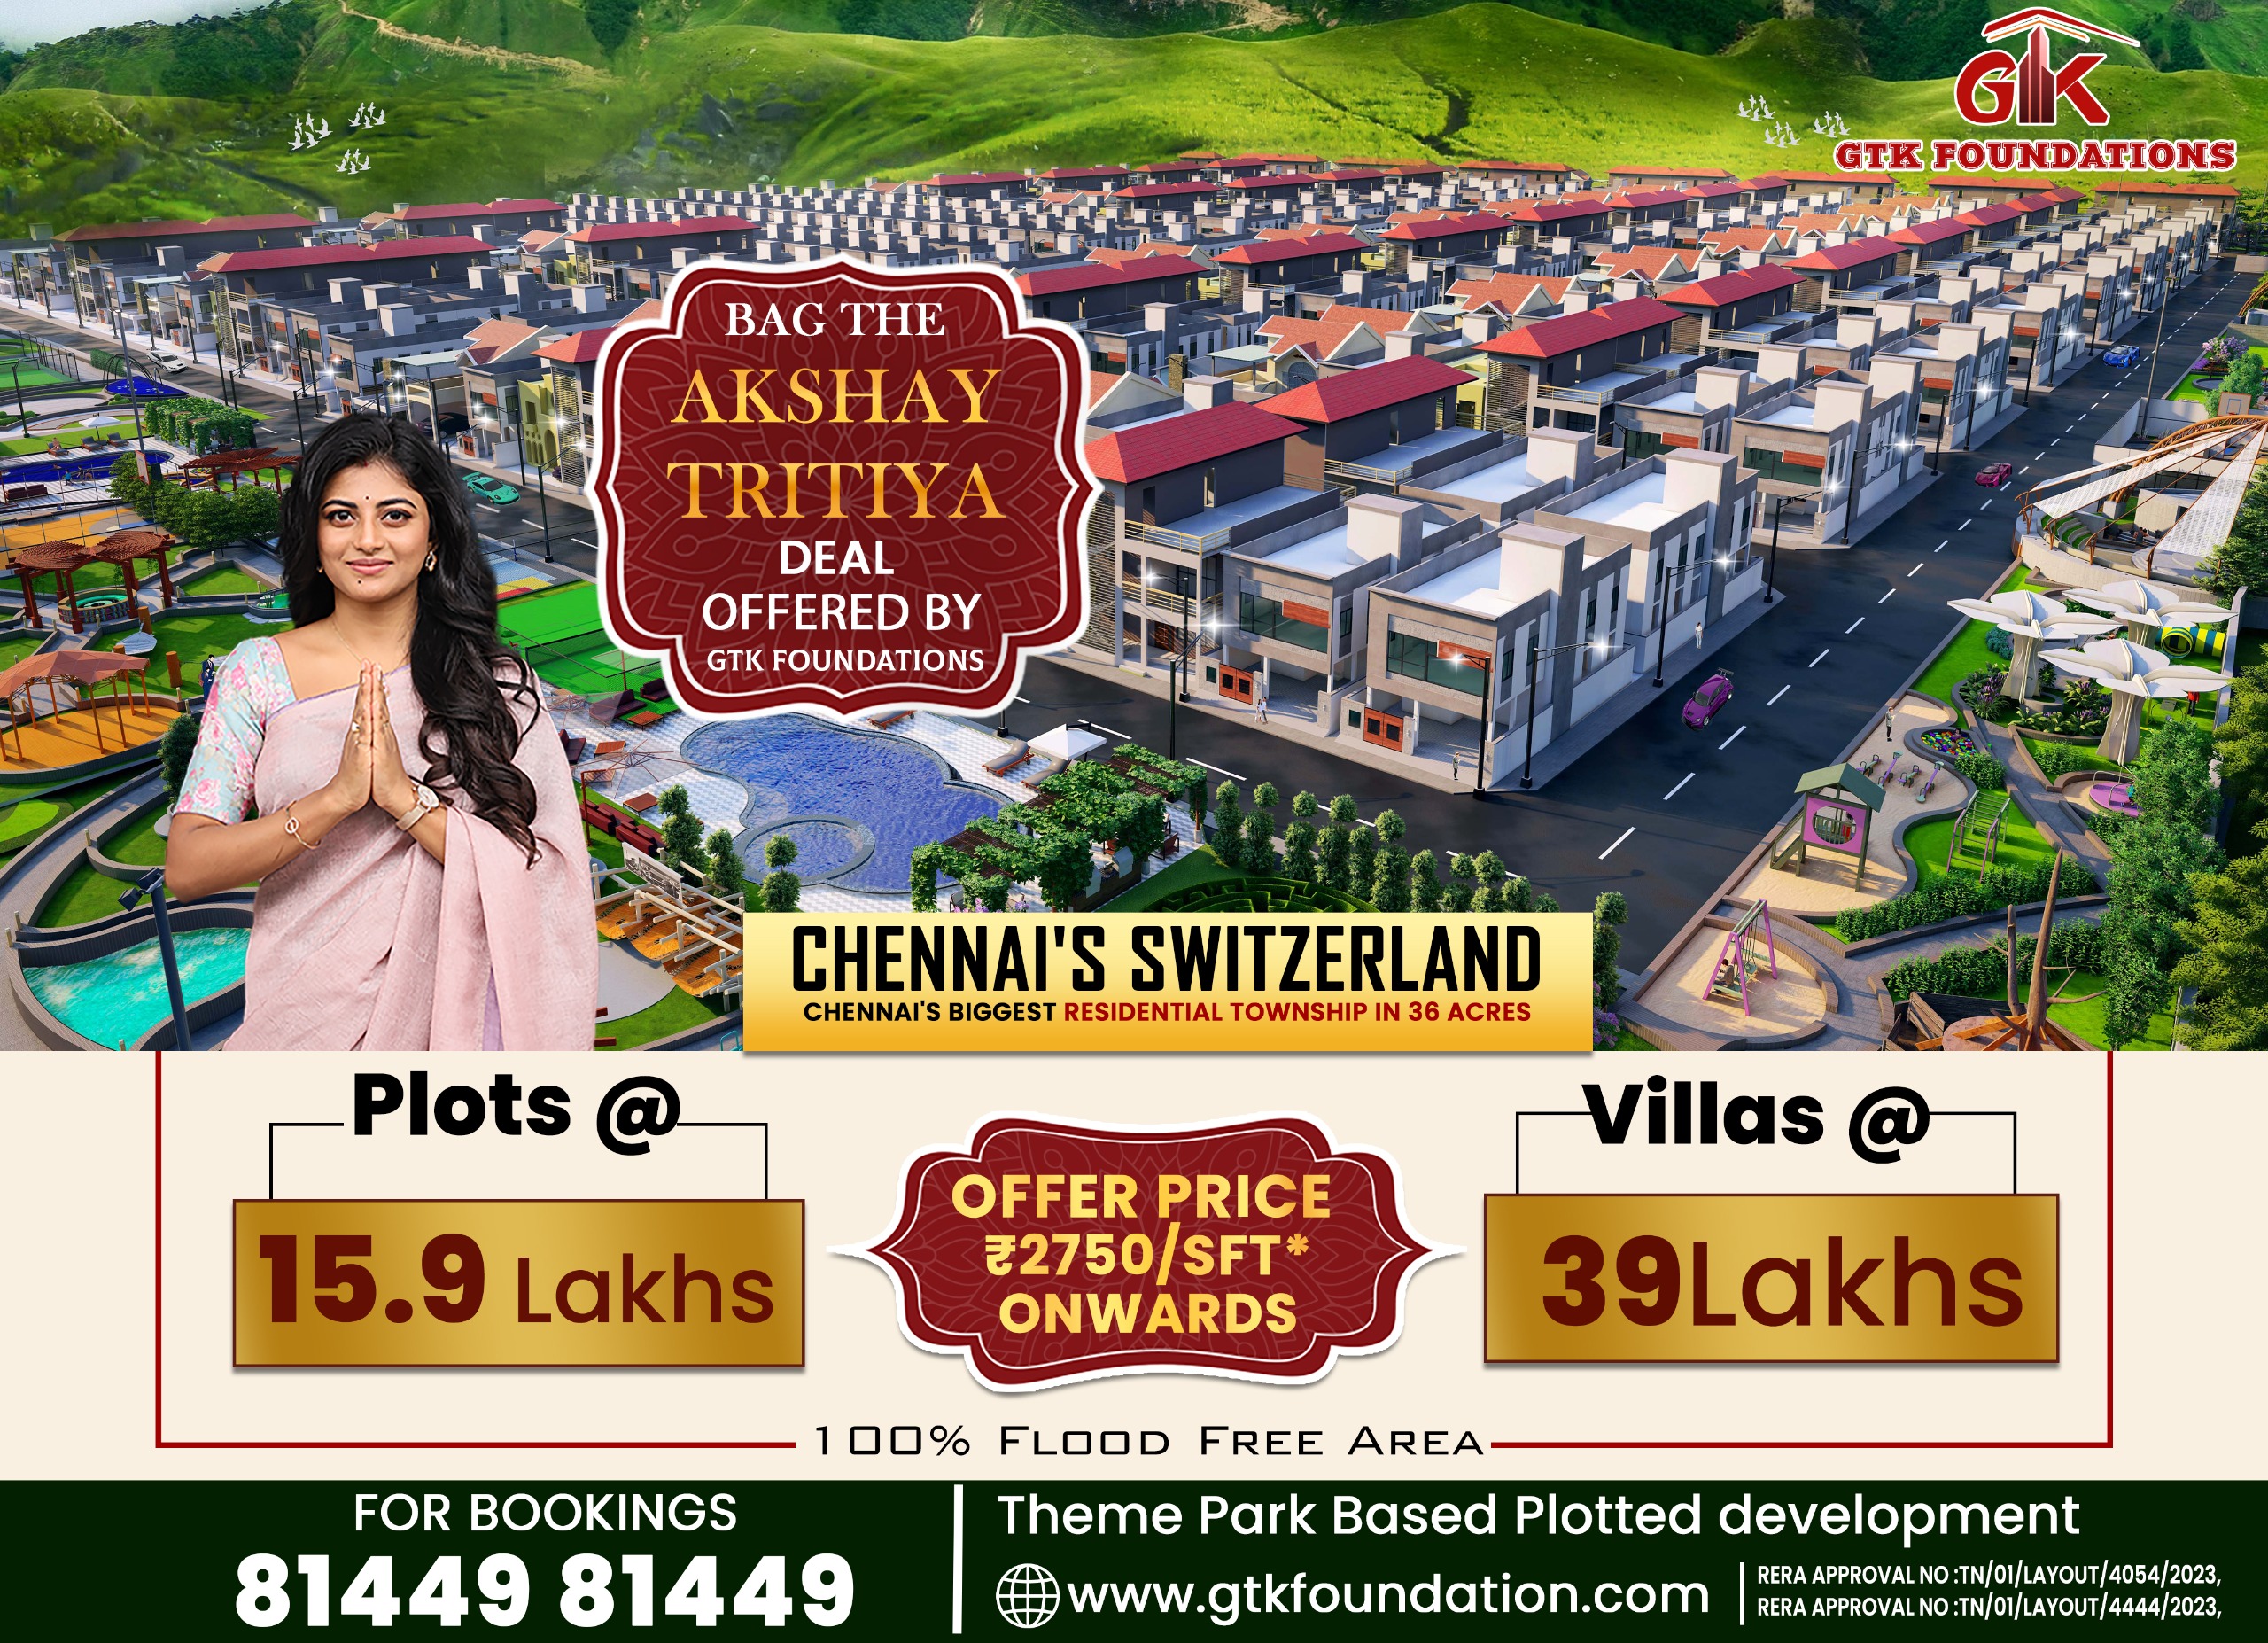 GTK
GTK FOUNDATIONS
BAG THE
AKSHAY
TRITIYA
DEAL
OFFERED BY
GTK FOUNDATIONS
CHENNAI'S SWITZERLAND
CHENNAI'S BIGGEST RESIDENTIAL TOWNSHIP IN 36 ACRES
Plots @
15.9 Lakhs
OFFER PRICE
₹2750/SFT*
ONWARDS
Villas @
39Lakhs
100% FLOOD FREE AREA
FOR BOOKINGS
81449 81449
Theme Park Based Plotted development
www.gtkfoundation.com
RERA APPROVAL NO :TN/01/LAYOUT/4054/2023,
RERA APPROVAL NO :TN/01/LAYOUT/4444/2023,